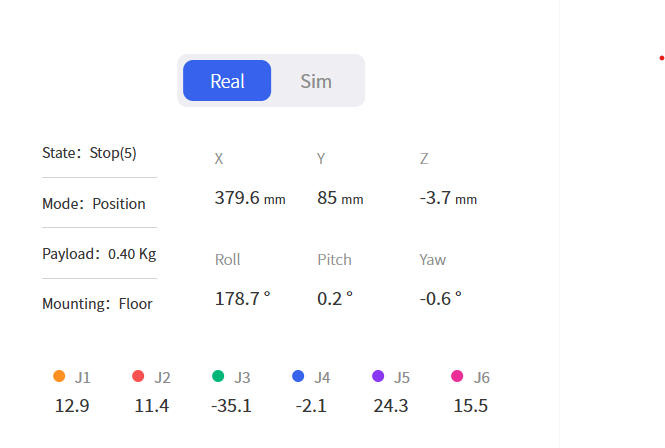 Real Sim
State: Stop(5)
X Y Z
379.6 mm 85 mm -3.7 mm
Mode: Position
Payload: 0.40 Kg
Roll Pitch Yaw
178.7 ° 0.2 ° -0.6 °
Mounting: Floor
J1 J2 J3 J4 J5 J6
12.9 11.4 -35.1 -2.1 24.3 15.5